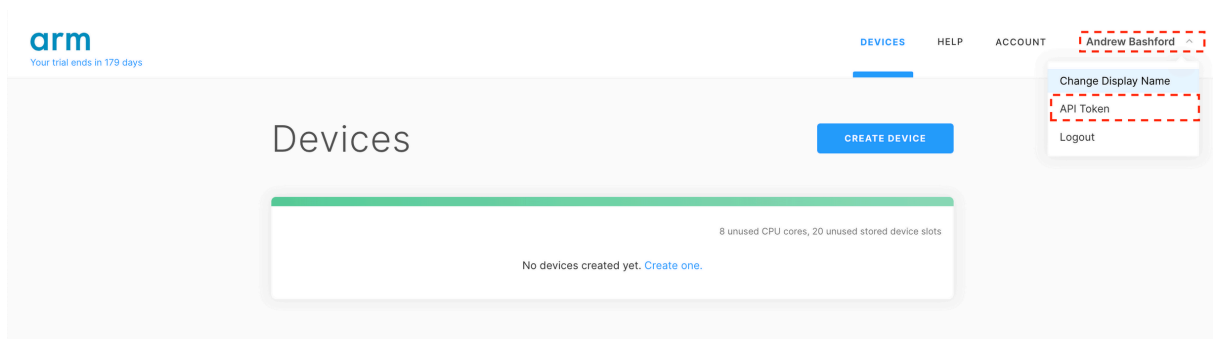 arm
Your trial ends in 179 days
DEVICES HELP ACCOUNT Andrew Bashford
Change Display Name
API Token
Logout
Devices
CREATE DEVICE
8 unused CPU cores, 20 unused stored device slots
No devices created yet. Create one.